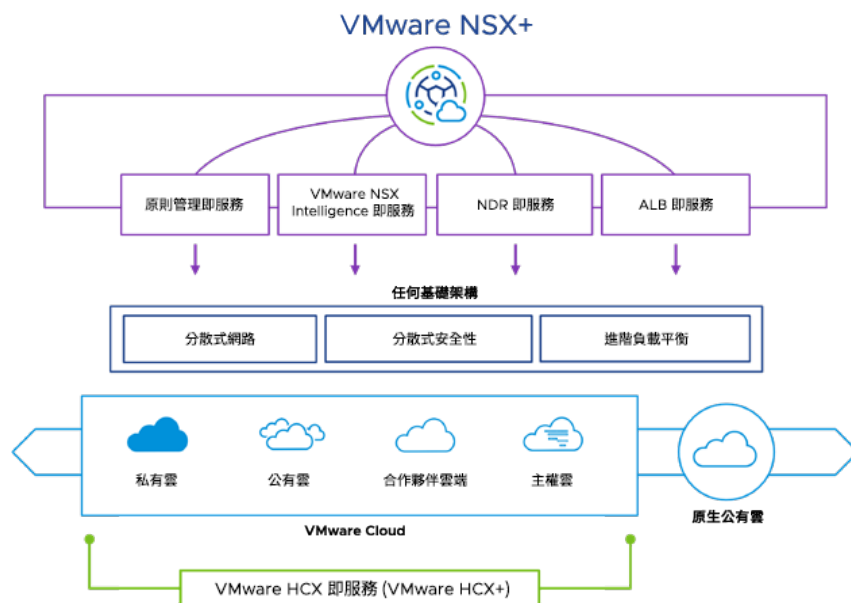 VMware NSX+
原則管理即服務
VMware NSX
Intelligence 即服務
NDR 即服務
ALB 即服務
任何基礎架構
分散式網路
分散式安全性
進階負載平衡
私有雲
公有雲
合作夥伴雲端
主權雲
原生公有雲
VMware Cloud
VMware HCX 即服務 (VMware HCX+)